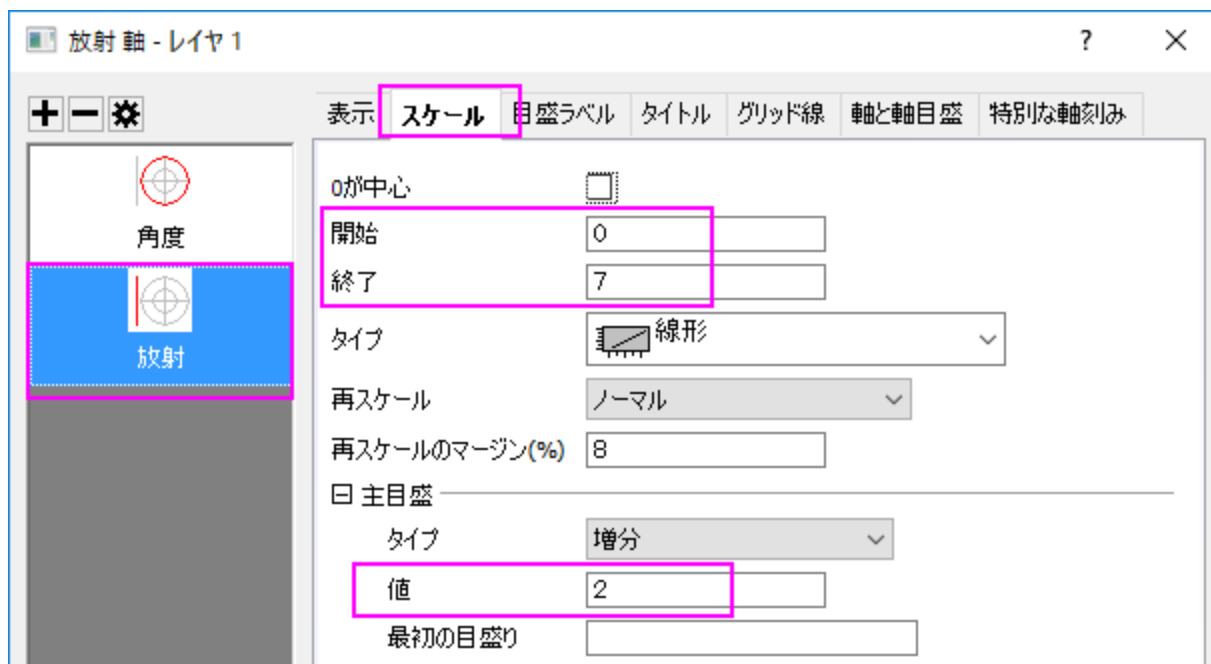 放射 軸 - レイヤ 1
? ×
表示 スケール 目盛ラベル タイトル グリッド線 軸と軸目盛 特別な軸刻み
角度
放射
0が中心
開始 0
終了 7
タイプ 線形
再スケール ノーマル
再スケールのマージン(%) 8
主目盛
タイプ 増分
値 2
最初の目盛り